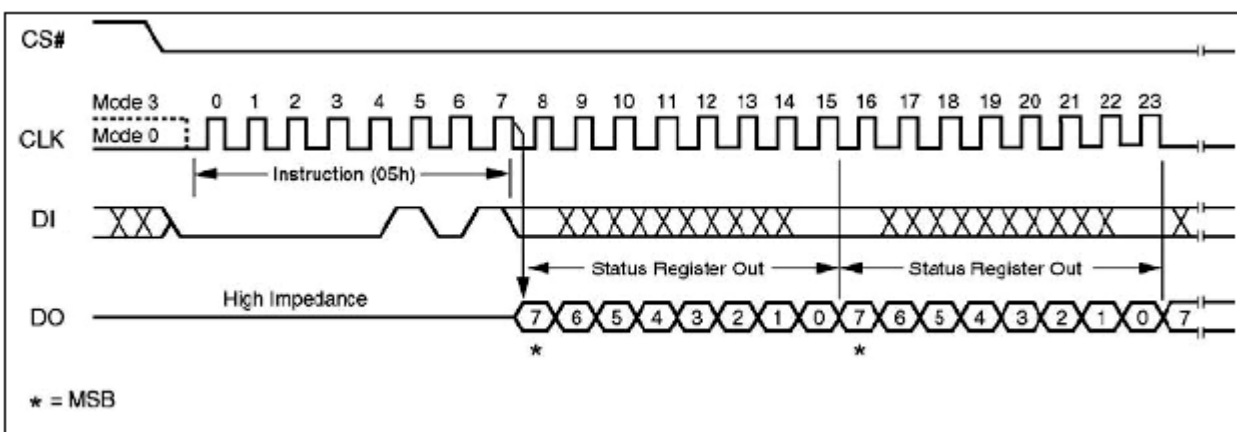 CS#
Mode 3 0 1 2 3 4 5 6 7 8 9 10 11 12 13 14 15 16 17 18 19 20 21 22 23
CLK Mode 0
Instruction (05h)
DI
Status Register Out Status Register Out
High Impedance
DO 7 6 5 4 3 2 1 0 7 6 5 4 3 2 1 0 7
* *
* = MSB